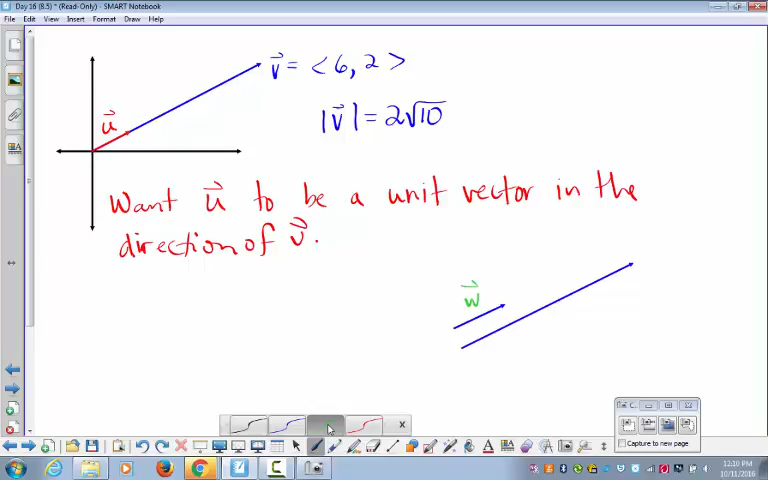 Day 16 (8.5) * (Read-Only) - SMART Notebook
File Edit View Insert Format Draw Help
v⃗ = < 6, 2 >
u⃗
|v⃗| = 2√10
Want u⃗ to be a unit vector in the
direction of v⃗.
w⃗
Capture to new page
12:10 PM
10/11/2016